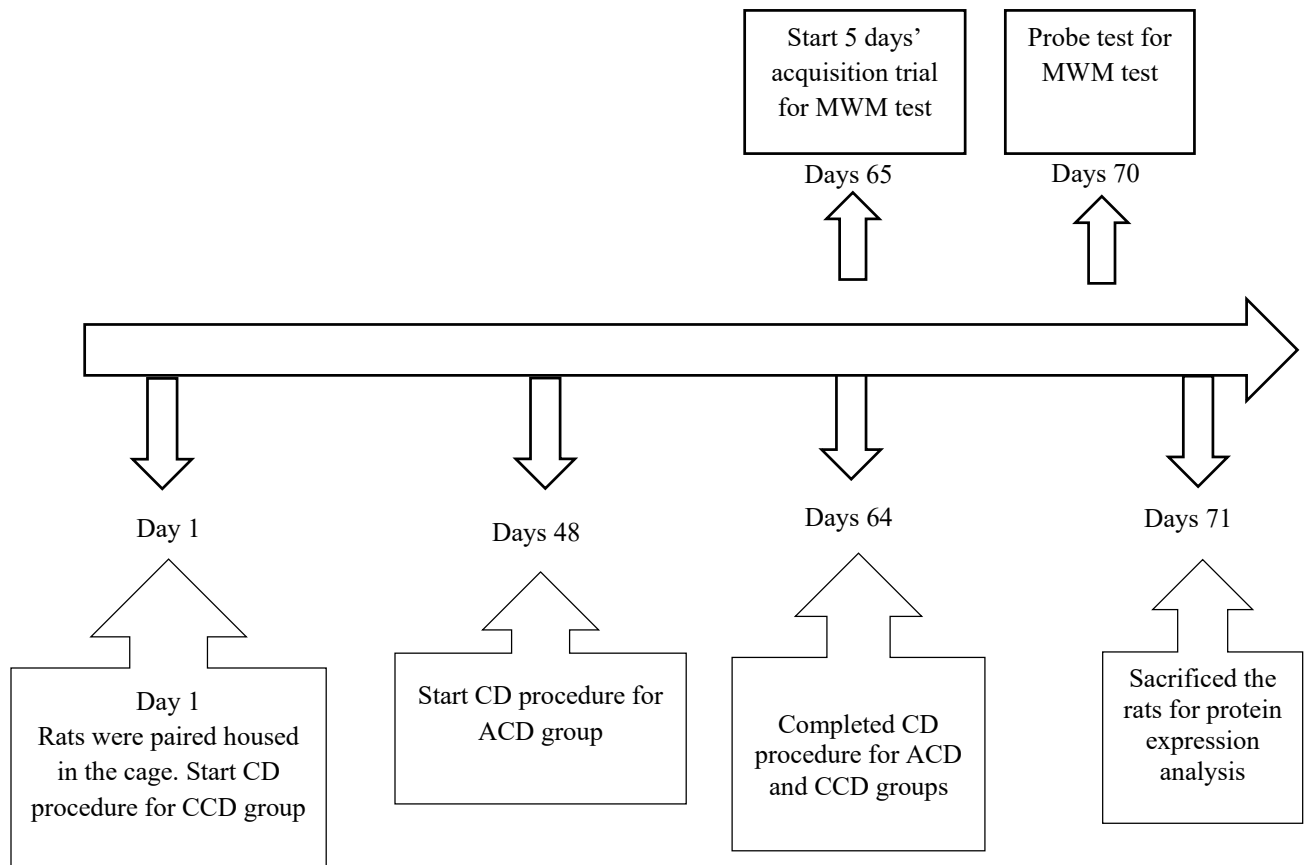 Start 5 days’
acquisition trial
for MWM test
Probe test for
MWM test
Days 65
Days 70
Day 1
Days 48
Days 64
Days 71
Day 1
Rats were paired housed
in the cage. Start CD
procedure for CCD group
Start CD procedure for
ACD group
Completed CD
procedure for ACD
and CCD groups
Sacrificed the
rats for protein
expression
analysis